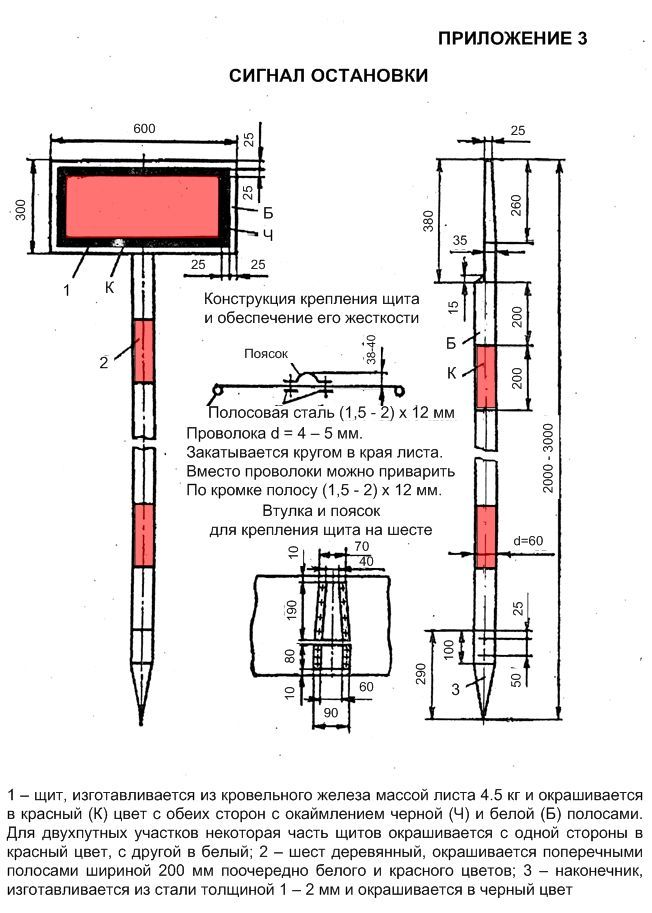 ПРИЛОЖЕНИЕ 3
СИГНАЛ ОСТАНОВКИ
600
25
25
300
Б
Ч
1
К
25
25
2
Конструкция крепления щита
и обеспечение его жесткости
Поясок
38-40
Полосовая сталь (1,5 - 2) х 12 мм
Проволока d = 4 – 5 мм.
Закатывается кругом в края листа.
Вместо проволоки можно приварить
По кромке полосу (1,5 - 2) х 12 мм.
Втулка и поясок
для крепления щита на шесте
10
70
40
190
80
10
60
90
25
380
260
35
15
200
Б
К
200
2000 - 3000
d=60
25
100
290
50
3
1 – щит, изготавливается из кровельного железа массой листа 4.5 кг и окрашивается
в красный (К) цвет с обеих сторон с окаймлением черной (Ч) и белой (Б) полосами.
Для двухпутных участков некоторая часть щитов окрашивается с одной стороны в
красный цвет, с другой в белый; 2 – шест деревянный, окрашивается поперечными
полосами шириной 200 мм поочередно белого и красного цветов; 3 – наконечник,
изготавливается из стали толщиной 1 – 2 мм и окрашивается в черный цвет